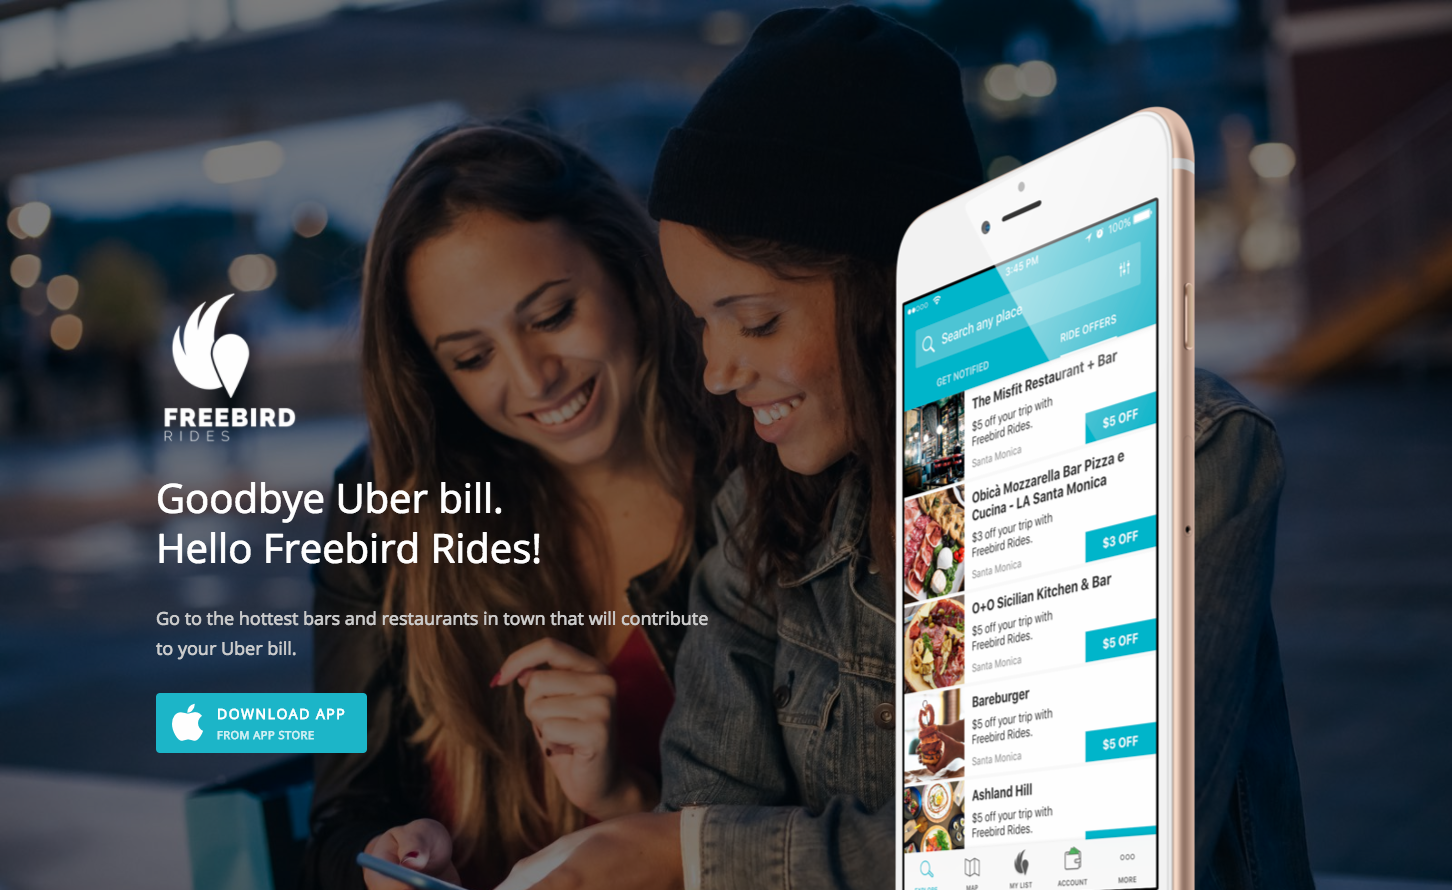 FREEBIRD
RIDES
Goodbye Uber bill.
Hello Freebird Rides!
Go to the hottest bars and restaurants in town that will contribute
to your Uber bill.
DOWNLOAD APP
FROM APP STORE
3:45 PM
100%
Search any place
GET NOTIFIED
RIDE OFFERS
The Misfit Restaurant + Bar
$5 off your trip with
Freebird Rides.
Santa Monica
$5 OFF
Obicà Mozzarella Bar Pizza e
Cucina - LA Santa Monica
$3 off your trip with
Freebird Rides.
Santa Monica
$3 OFF
O+O Sicilian Kitchen & Bar
$5 off your trip with
Freebird Rides.
Santa Monica
$5 OFF
Bareburger
$5 off your trip with
Freebird Rides.
Santa Monica
$5 OFF
Ashland Hill
$5 off your trip with
Freebird Rides.
MAP
MY LIST
ACCOUNT
MORE